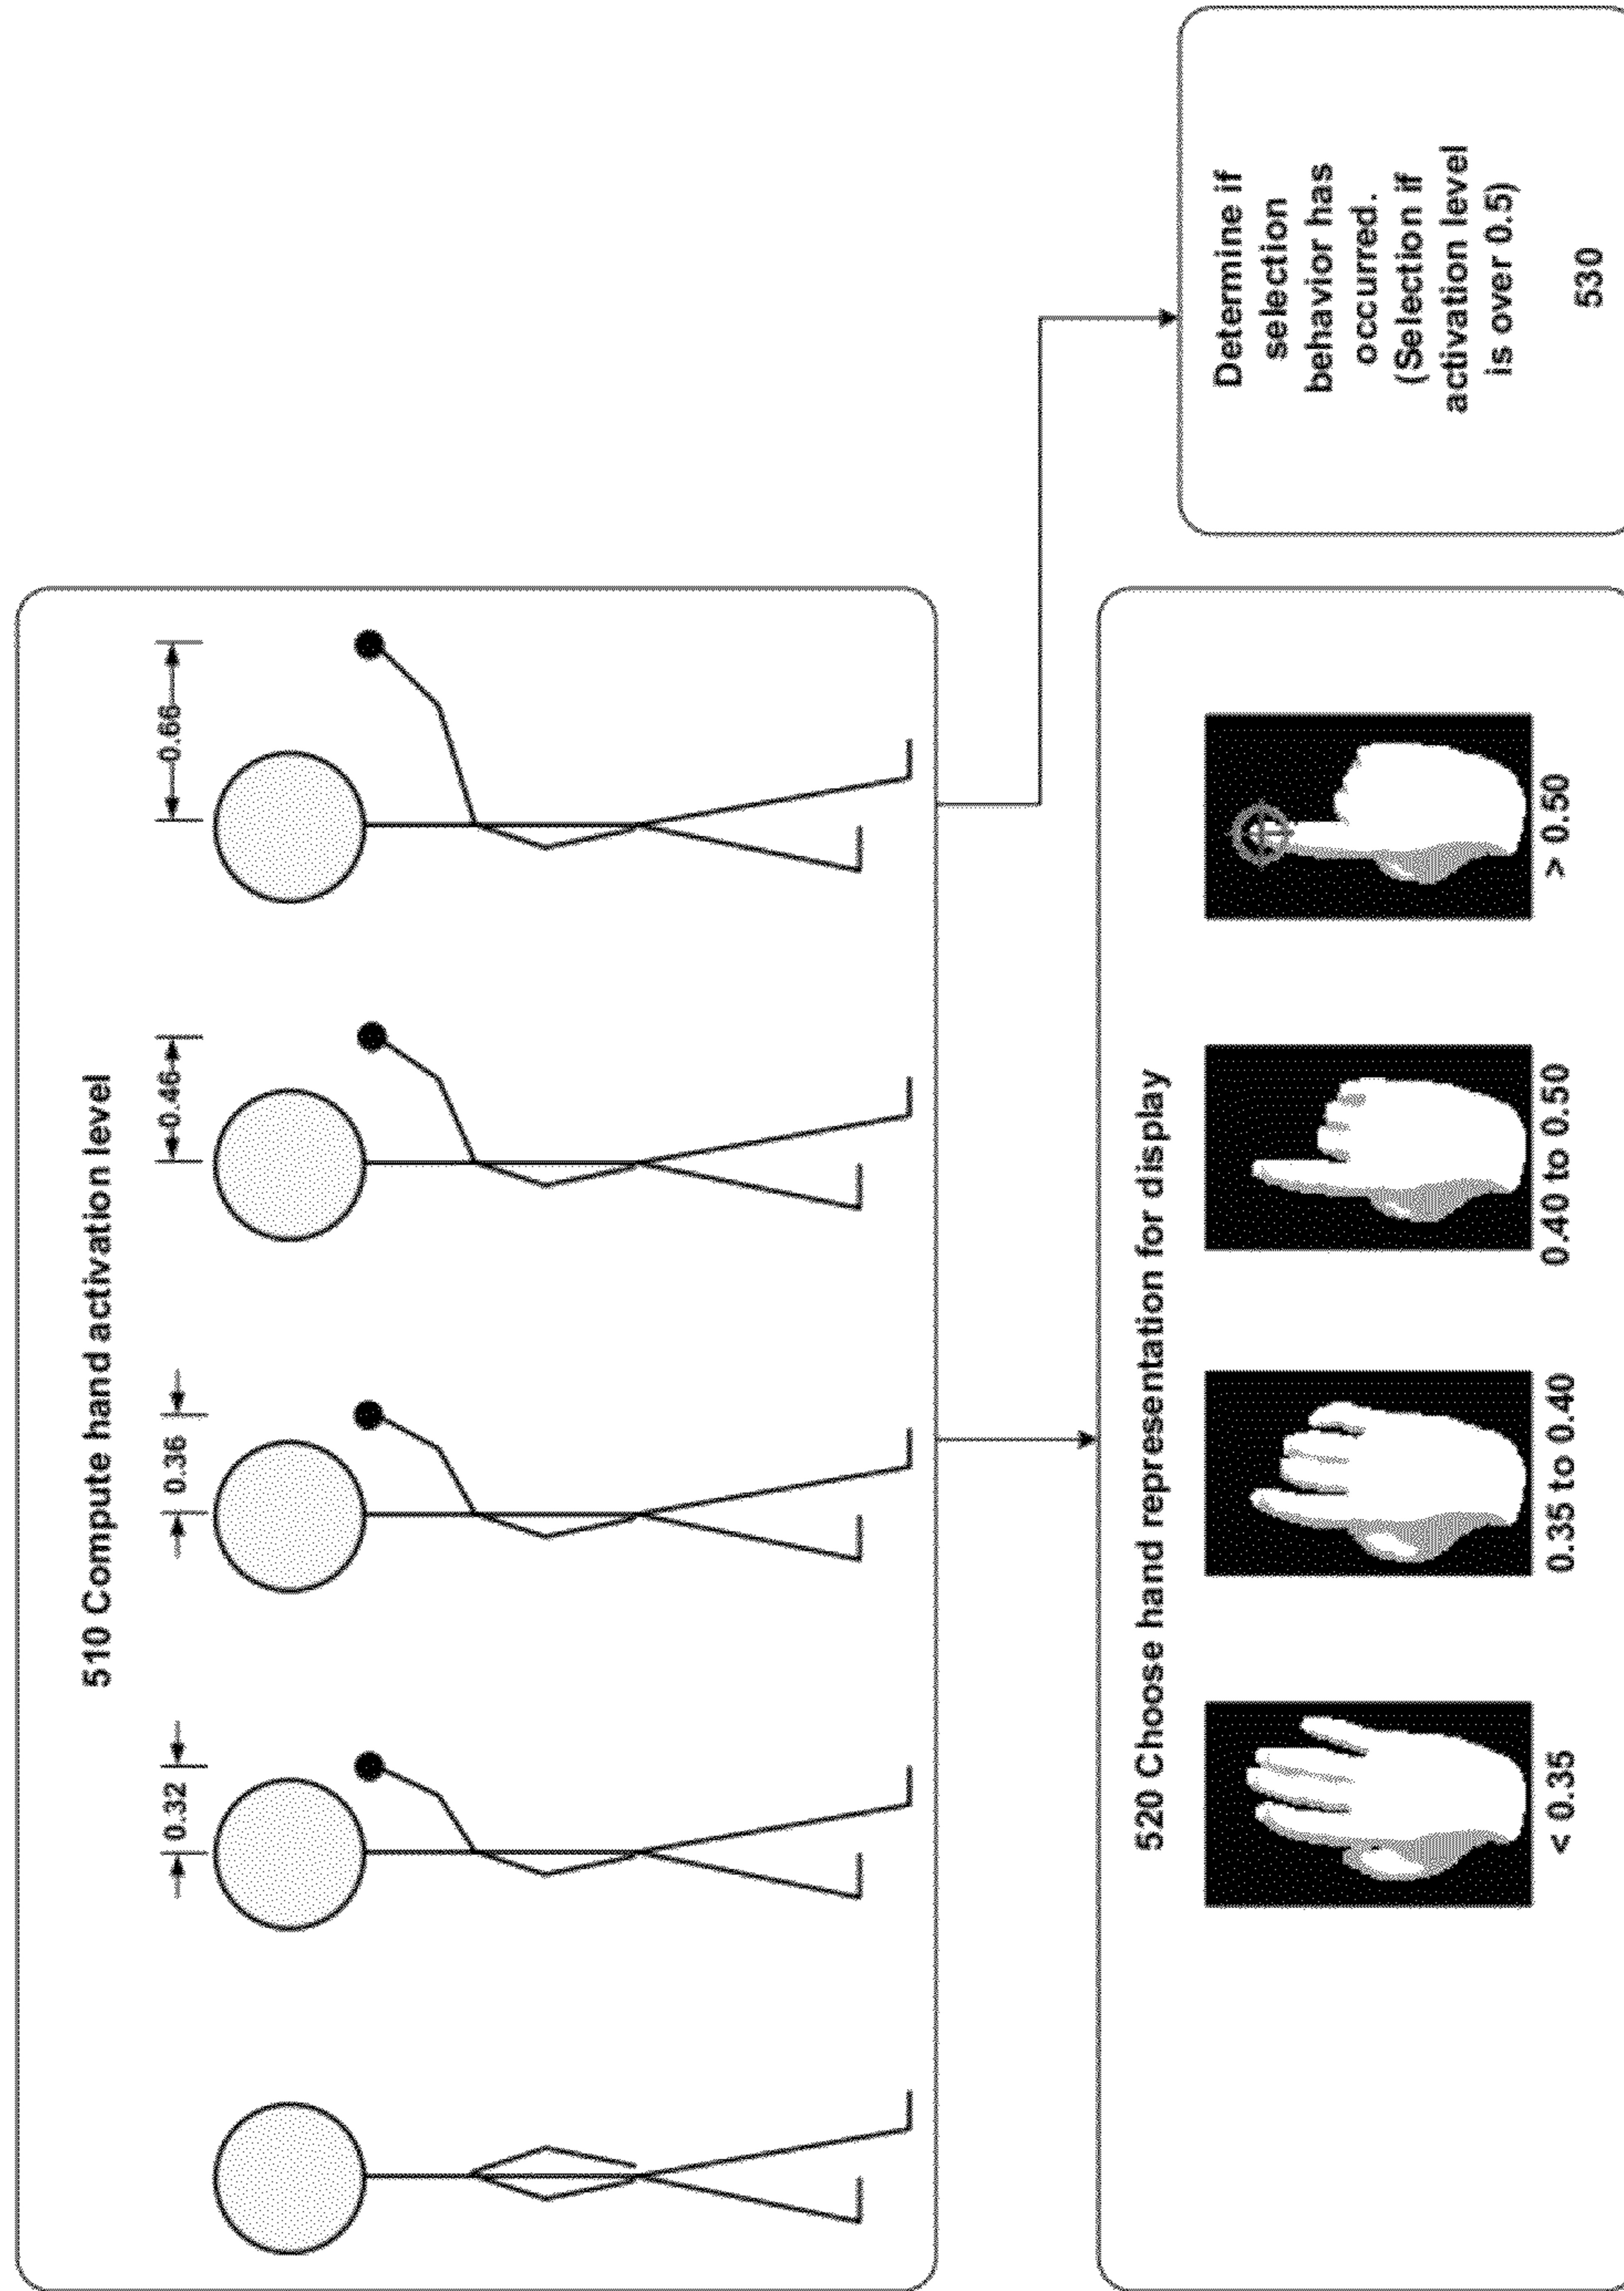 510 Compute hand activation level
0.32
0.36
0.46
0.66
520 Choose hand representation for display
< 0.35
0.35 to 0.40
0.40 to 0.50
> 0.50
Determine if
selection
behavior has
occurred.
(Selection if
activation level
is over 0.5)
530